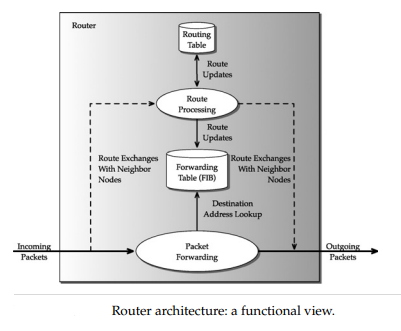 Router
Routing
Table
Route
Updates
Route
Processing
Route
Updates
Route Exchanges
With Neighbor
Nodes
Forwarding
Table (FIB)
Route Exchanges
With Neighbor
Nodes
Destination
Address Lookup
Incoming
Packets
Packet
Forwarding
Outgoing
Packets
Router architecture: a functional view.